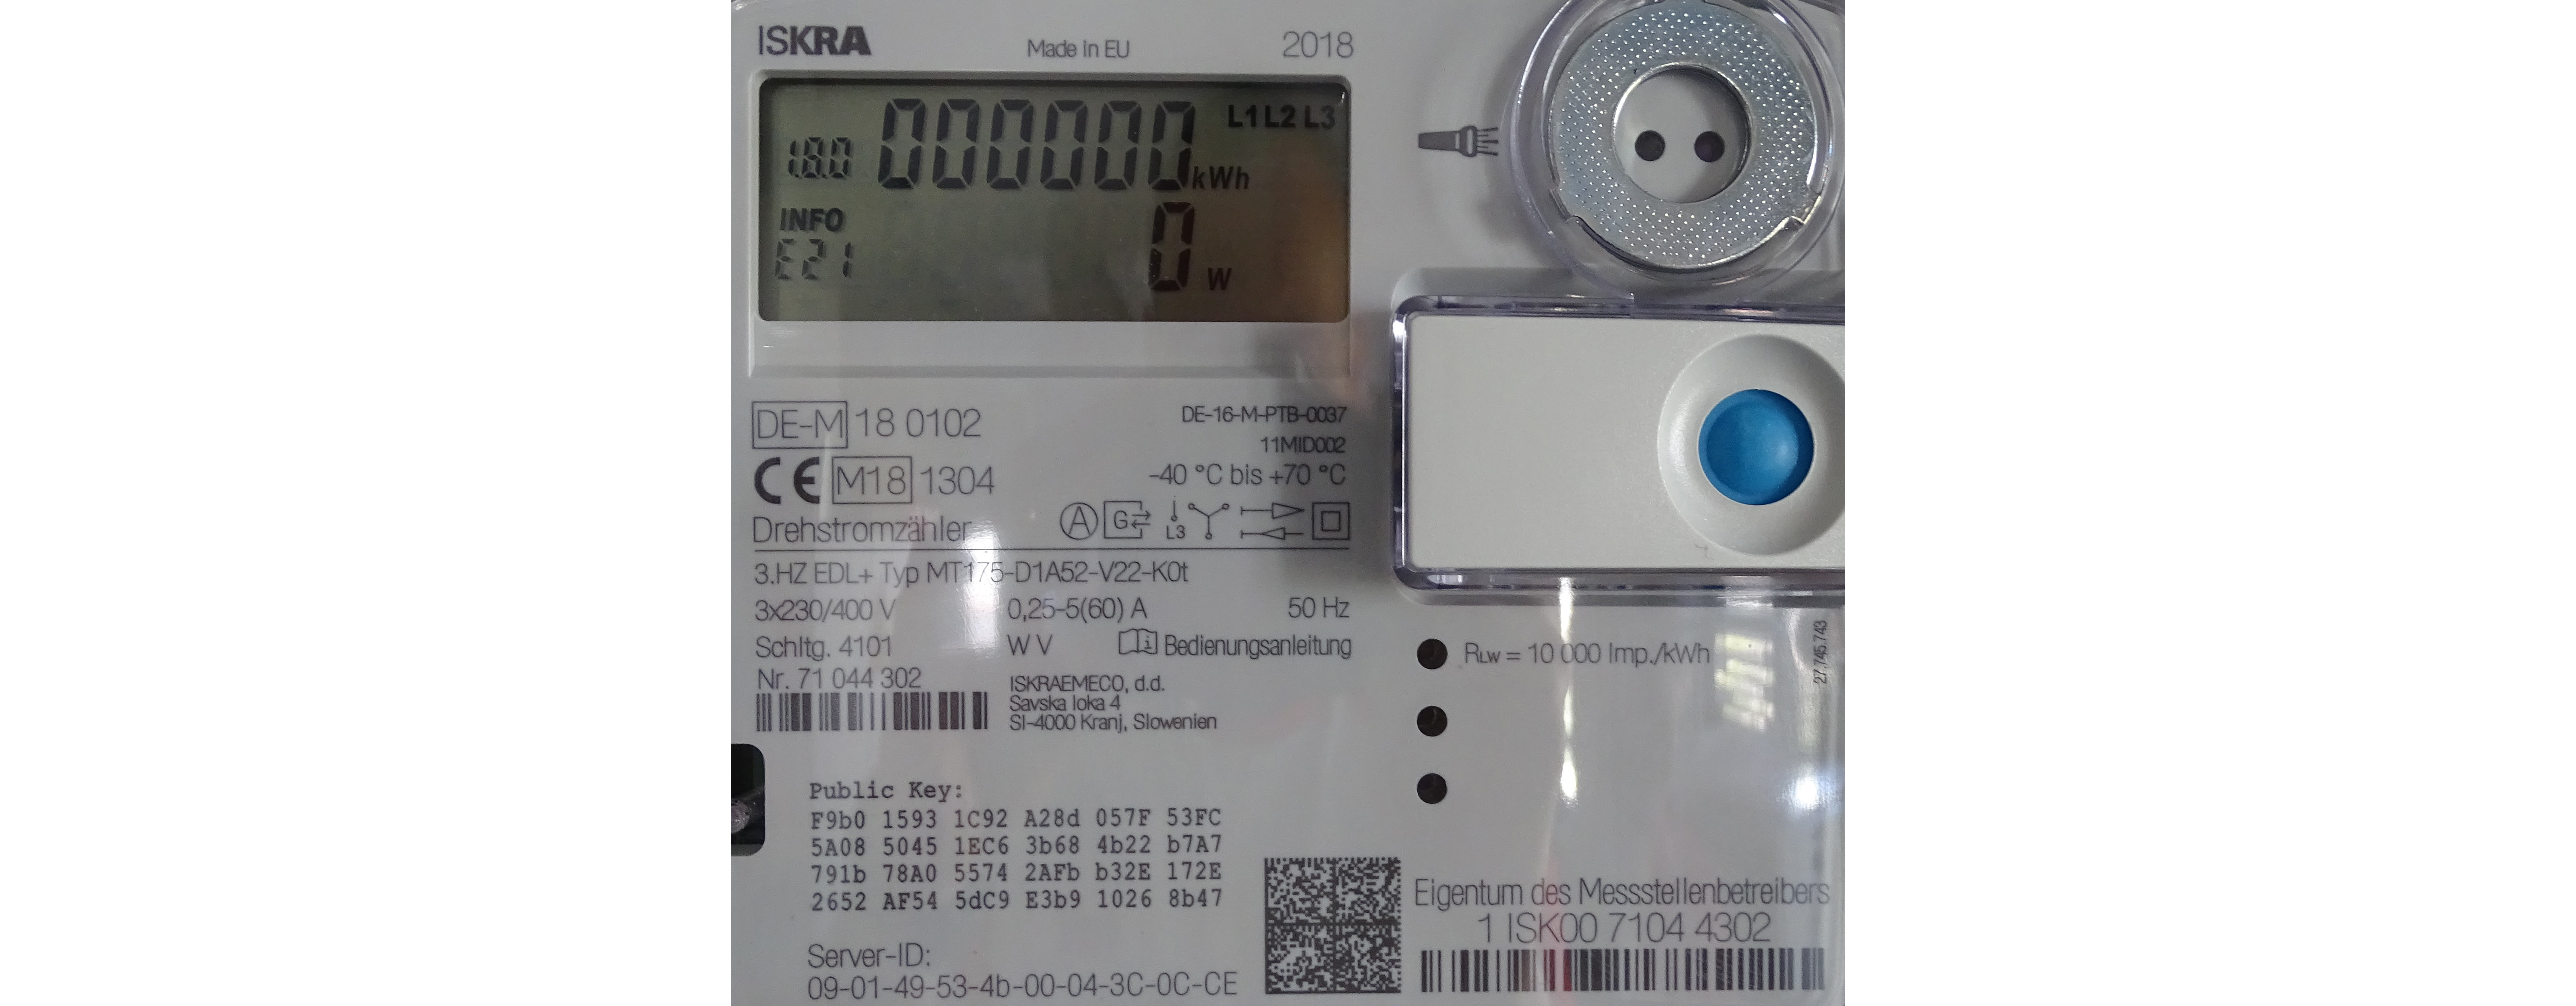 ISKRA Made in EU 2018
1.8.0 000000 kWh L1 L2 L3
INFO
E21 0 W
DE-M 18 0102 DE-16-M-PTB-0037
11MID002
CE M18 1304 -40 °C bis +70 °C
Drehstromzähler A G L3
3.HZ EDL+ Typ MT175-D1A52-V22-K0t
3x230/400 V 0,25-5(60) A 50 Hz
Schltg. 4101 W V Bedienungsanleitung
Nr. 71 044 302
ISKRAEMECO, d.d.
Savska loka 4
SI-4000 Kranj, Slowenien
RLW = 10 000 Imp./kWh
27.745.743
Public Key:
F9b0 1593 1C92 A28d 057F 53FC
5A08 5045 1EC6 3b68 4b22 b7A7
791b 78A0 5574 2AFb b32E 172E
2652 AF54 5dC9 E3b9 1026 8b47
Server-ID:
09-01-49-53-4b-00-04-3C-0C-CE
Eigentum des Messstellenbetreibers
1 ISK00 7104 4302